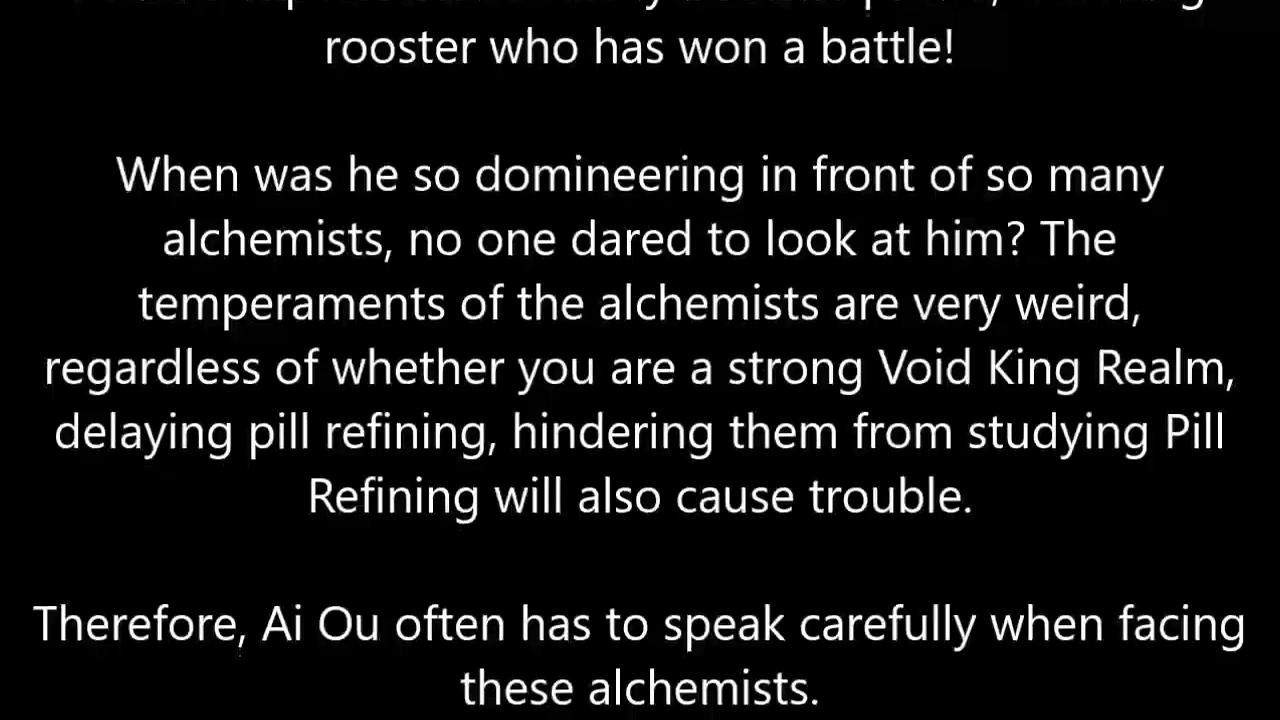 rooster who has won a battle!
When was he so domineering in front of so many
alchemists, no one dared to look at him? The
temperaments of the alchemists are very weird,
regardless of whether you are a strong Void King Realm,
delaying pill refining, hindering them from studying Pill
Refining will also cause trouble.
Therefore, Ai Ou often has to speak carefully when facing
these alchemists.